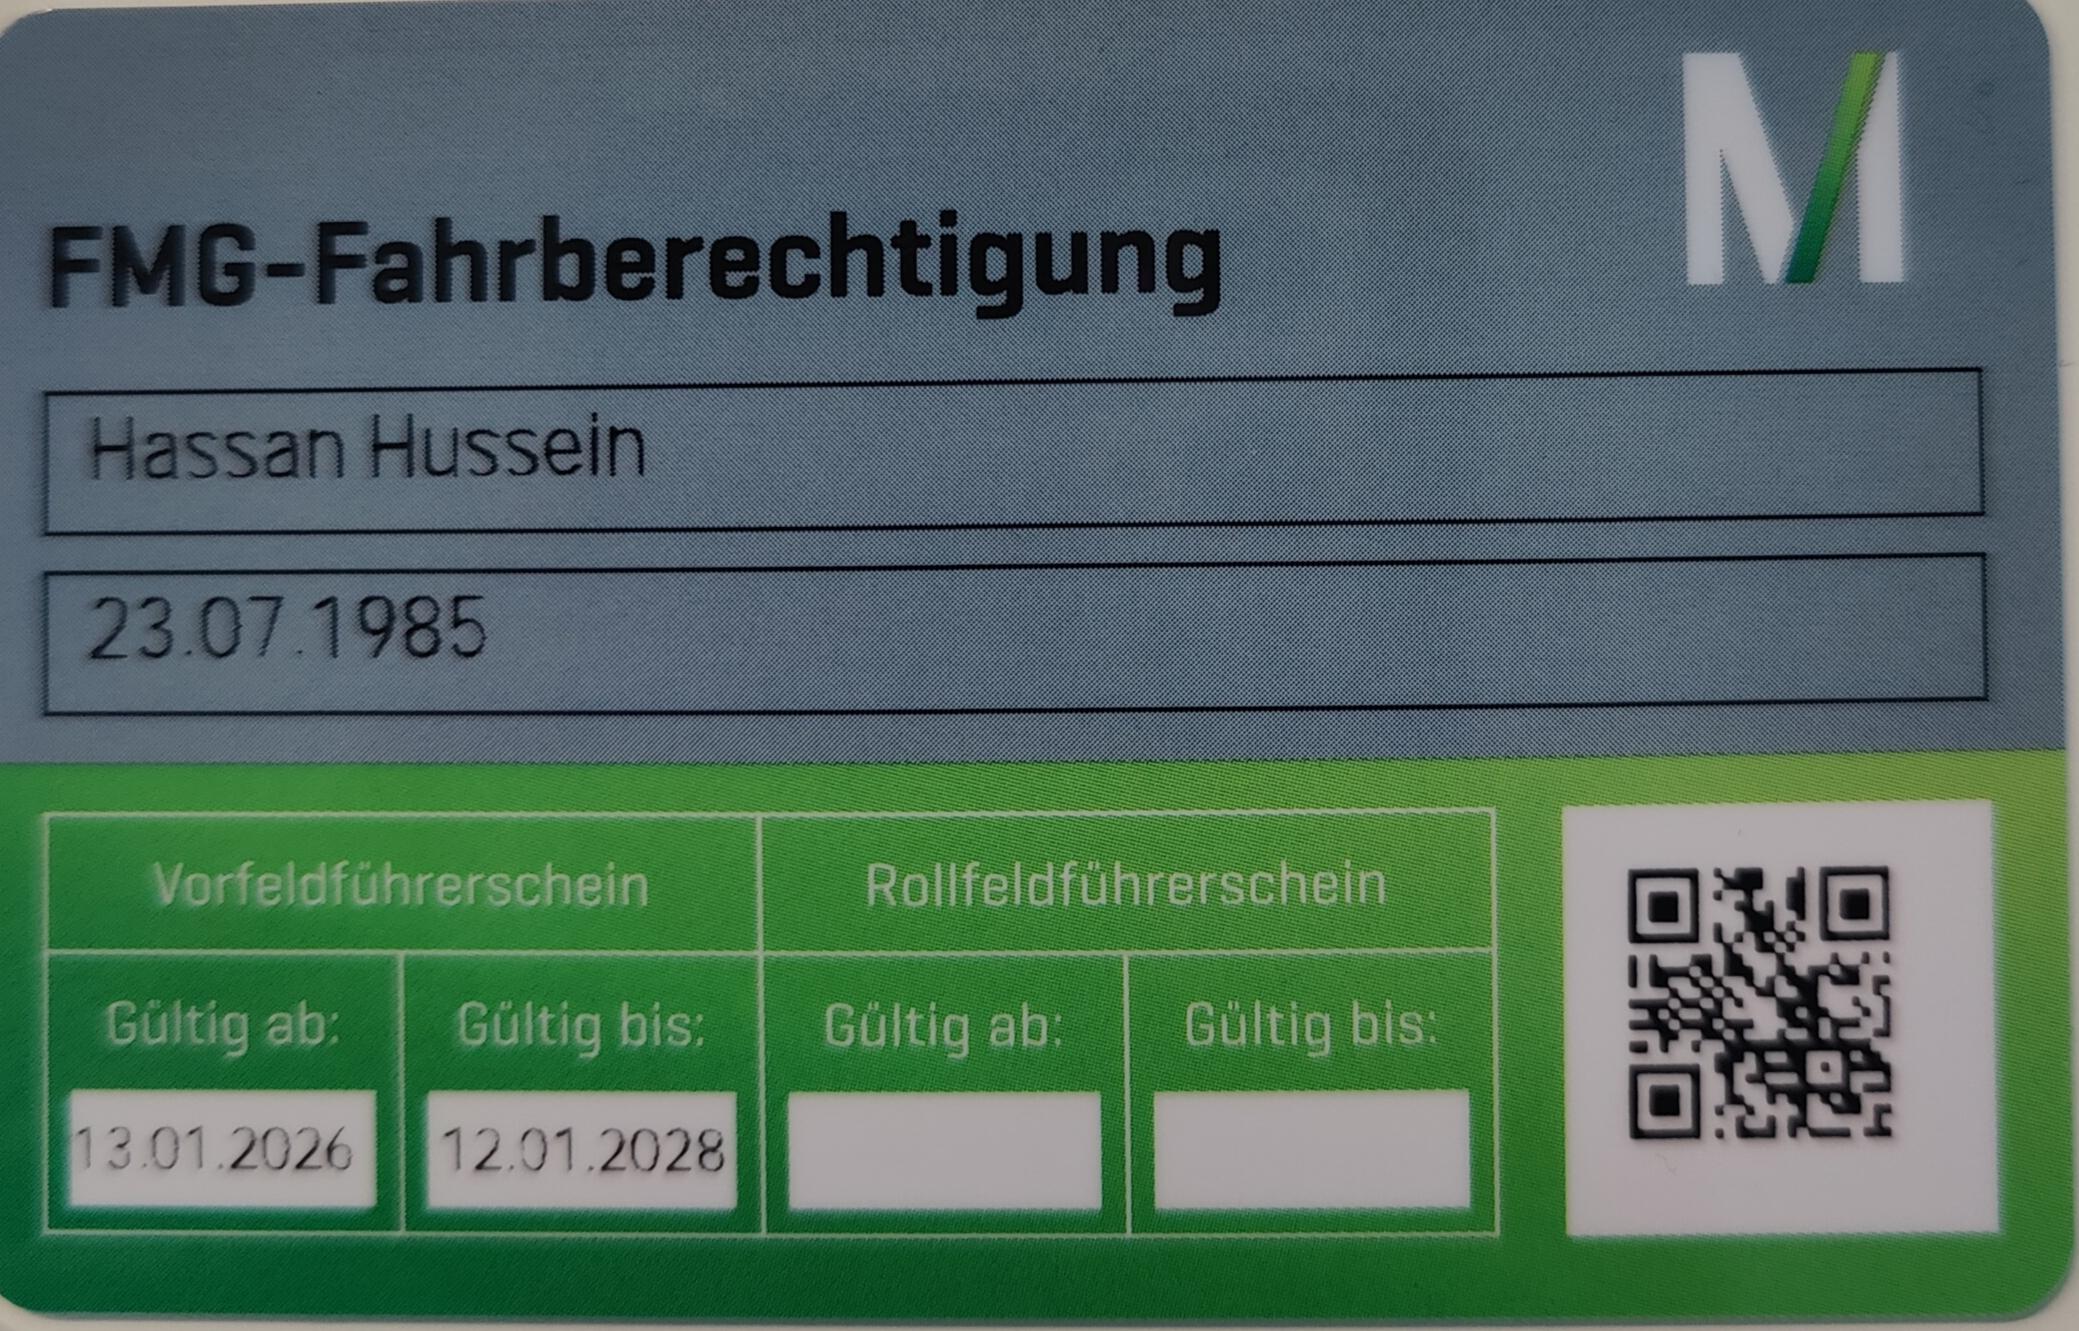 M
FMG-Fahrberechtigung
Hassan Hussein
23.07.1985
Vorfeldführerschein Rollfeldführerschein
Gültig ab: Gültig bis: Gültig ab: Gültig bis:
13.01.2026 12.01.2028